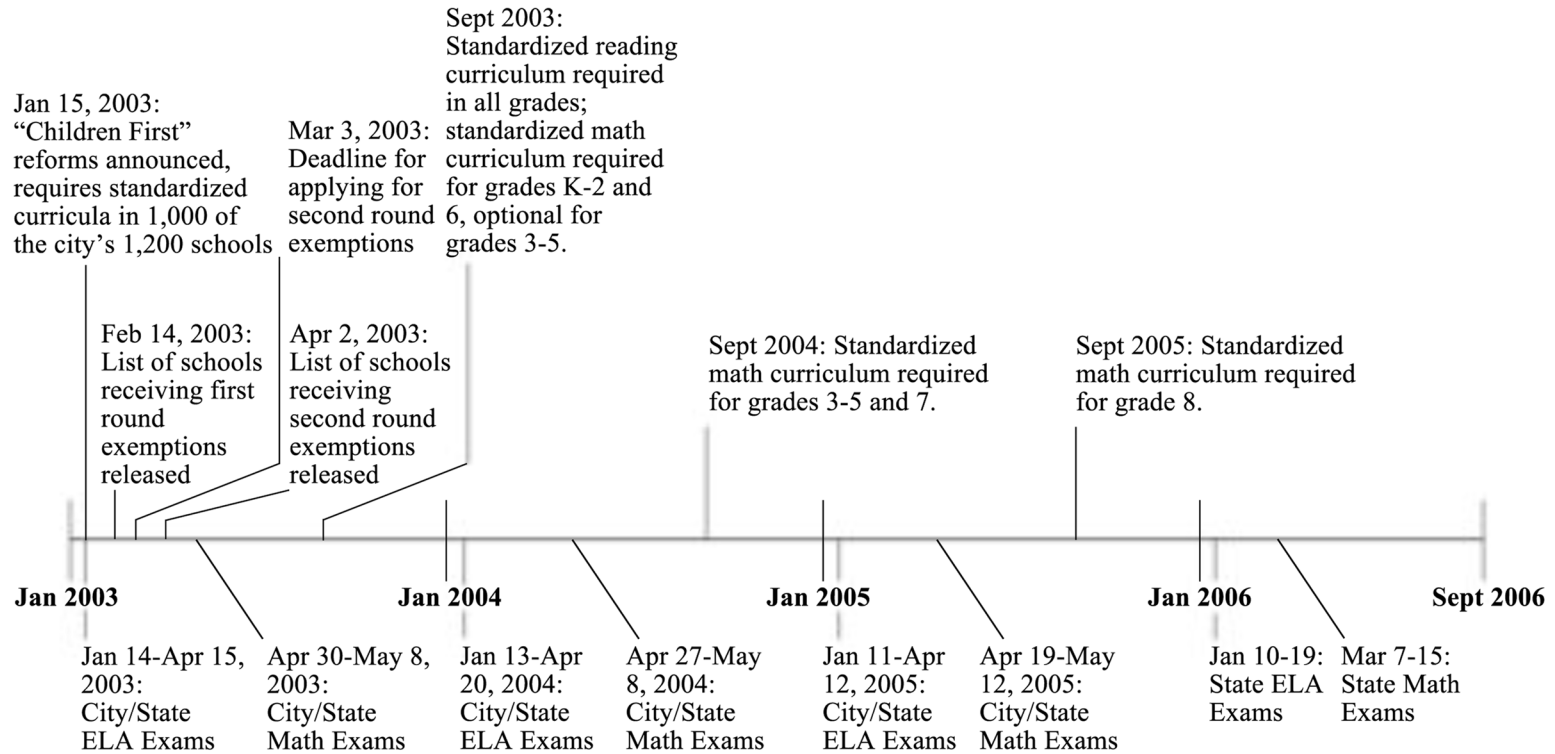 Jan 15, 2003:
“Children First”
reforms announced,
requires standardized
curricula in 1,000 of
the city’s 1,200 schools
Mar 3, 2003:
Deadline for
applying for
second round
exemptions
Sept 2003:
Standardized reading
curriculum required
in all grades;
standardized math
curriculum required
for grades K-2 and
6, optional for
grades 3-5.
Feb 14, 2003:
List of schools
receiving first
round
exemptions
released
Apr 2, 2003:
List of schools
receiving
second round
exemptions
released
Sept 2004: Standardized
math curriculum required
for grades 3-5 and 7.
Sept 2005: Standardized
math curriculum required
for grade 8.
Jan 2003
Jan 2004
Jan 2005
Jan 2006
Sept 2006
Jan 14-Apr 15,
2003:
City/State
ELA Exams
Apr 30-May 8,
2003:
City/State
Math Exams
Jan 13-Apr
20, 2004:
City/State
ELA Exams
Apr 27-May
8, 2004:
City/State
Math Exams
Jan 11-Apr
12, 2005:
City/State
ELA Exams
Apr 19-May
12, 2005:
City/State
Math Exams
Jan 10-19:
State ELA
Exams
Mar 7-15:
State Math
Exams